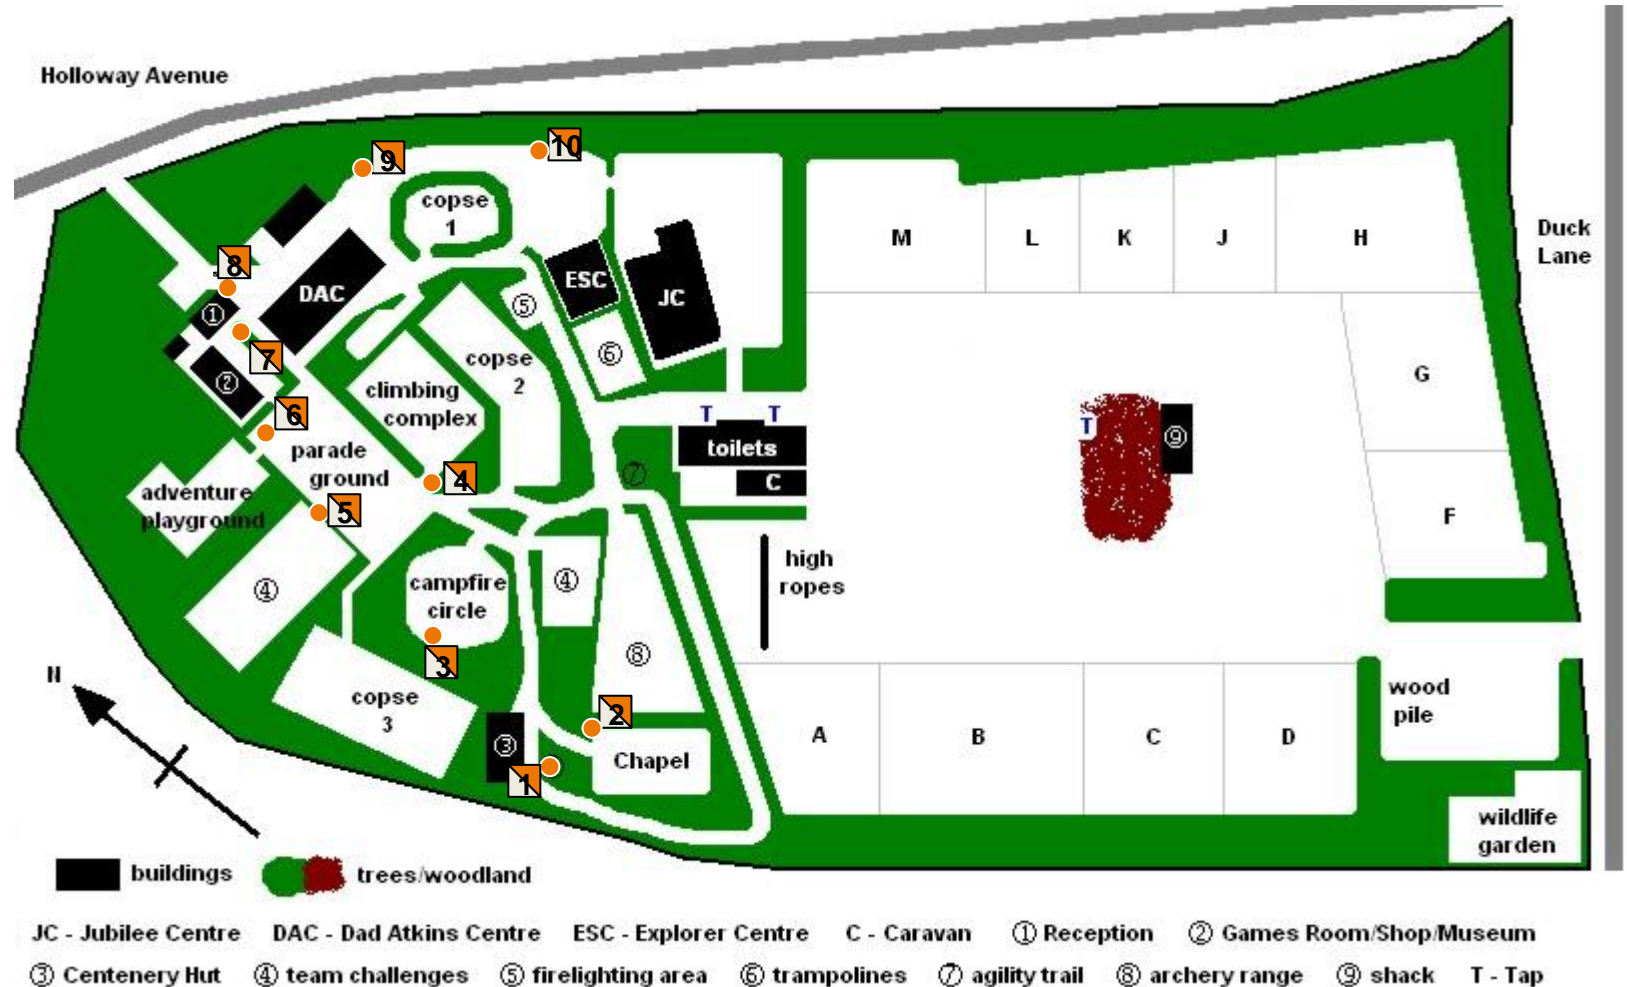 Holloway Avenue
10
9
copse
1
M
L
K
J
H
Duck
Lane
8
ESC
DAC
JC
①
⑤
7
②
copse
2
⑥
G
climbing
complex
6
T
T
T
⑨
parade
ground
toilets
4
⑦
C
adventure
playground
5
F
high
ropes
④
④
campfire
circle
3
⑧
N
copse
3
2
wood
pile
③
1
Chapel
A
B
C
D
wildlife
garden
buildings
trees/woodland
JC - Jubilee Centre DAC - Dad Atkins Centre ESC - Explorer Centre C - Caravan ① Reception ② Games Room/Shop/Museum
③ Centenery Hut ④ team challenges ⑤ firelighting area ⑥ trampolines ⑦ agility trail ⑧ archery range ⑨ shack T - Tap